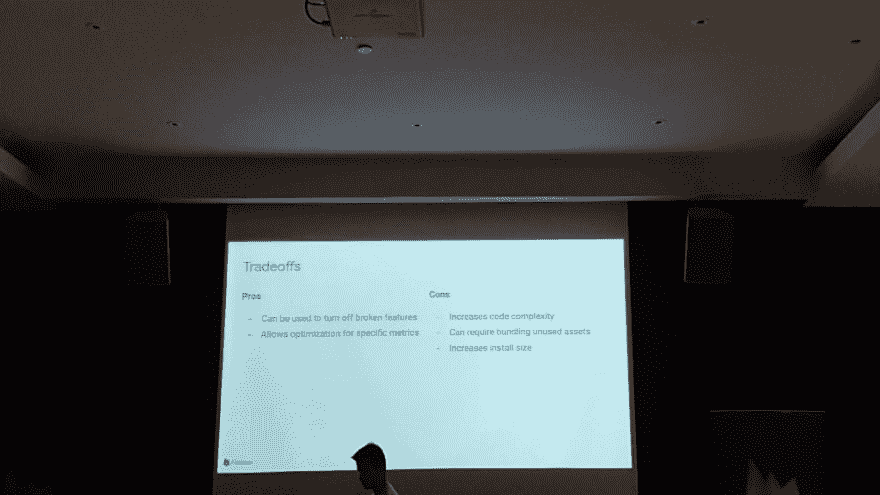 Tradeoffs
Pros
- Can be used to turn off broken features
- Allows optimization for specific metrics
Cons
- Increases code complexity
- Can require bundling unused assets
- Increases install size